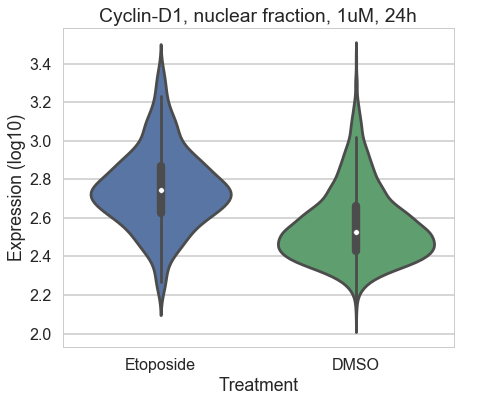 Cyclin-D1, nuclear fraction, 1uM, 24h
Expression (log10)
3.4
3.2
3.0
2.8
2.6
2.4
2.2
2.0
Etoposide DMSO
Treatment